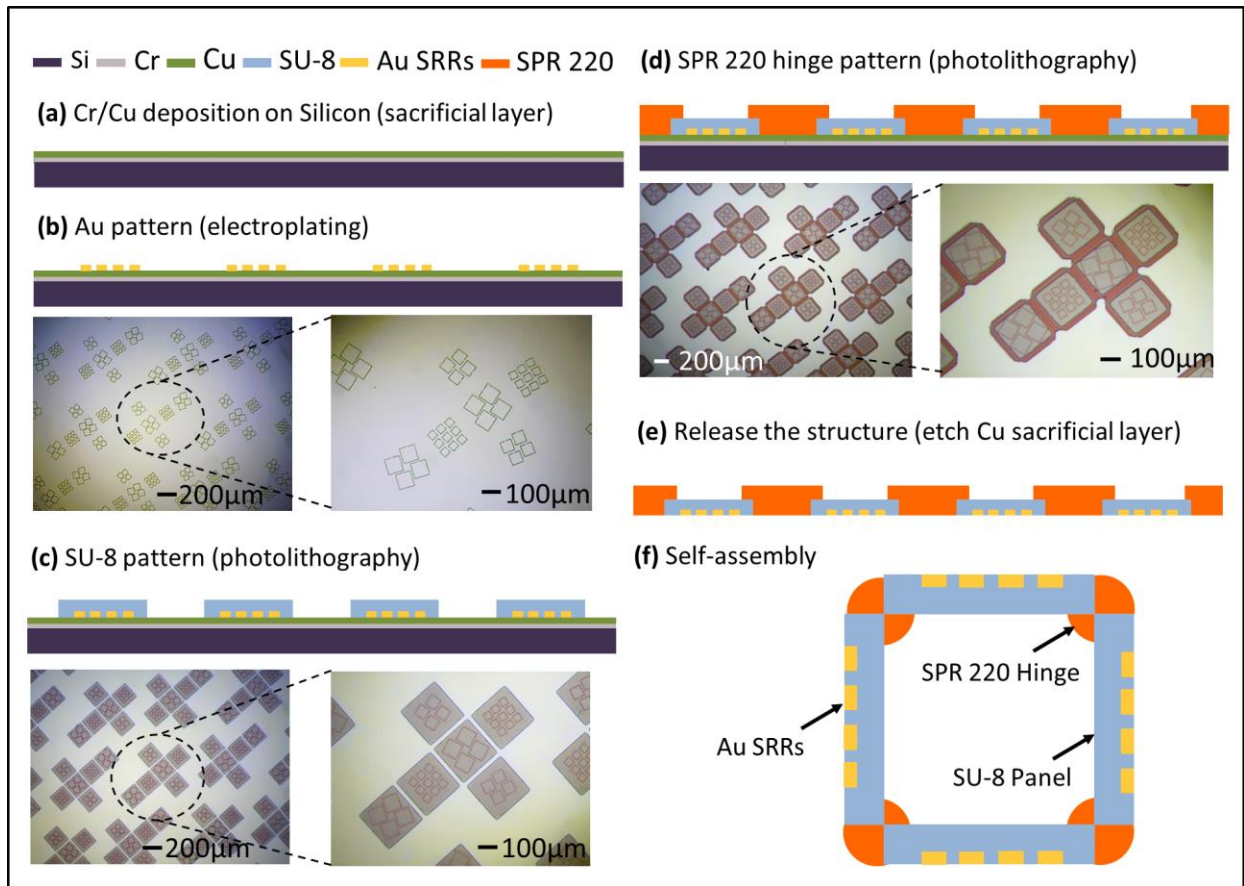 Si Cr Cu SU-8 Au SRRs SPR 220
(a) Cr/Cu deposition on Silicon (sacrificial layer)
(b) Au pattern (electroplating)
200μm
100μm
(c) SU-8 pattern (photolithography)
200μm
100μm
(d) SPR 220 hinge pattern (photolithography)
200μm
100μm
(e) Release the structure (etch Cu sacrificial layer)
(f) Self-assembly
SPR 220 Hinge
Au SRRs
SU-8 Panel